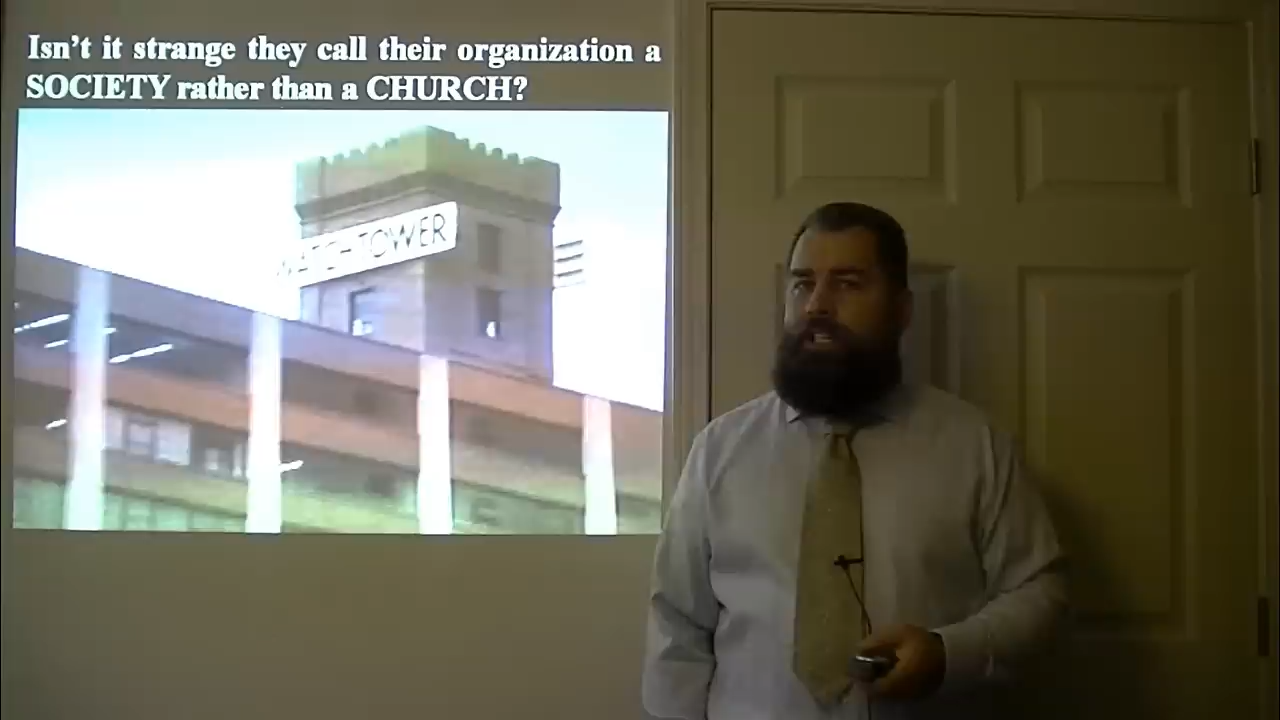 Isn't it strange they call their organization a
SOCIETY rather than a CHURCH?
WATCHTOWER